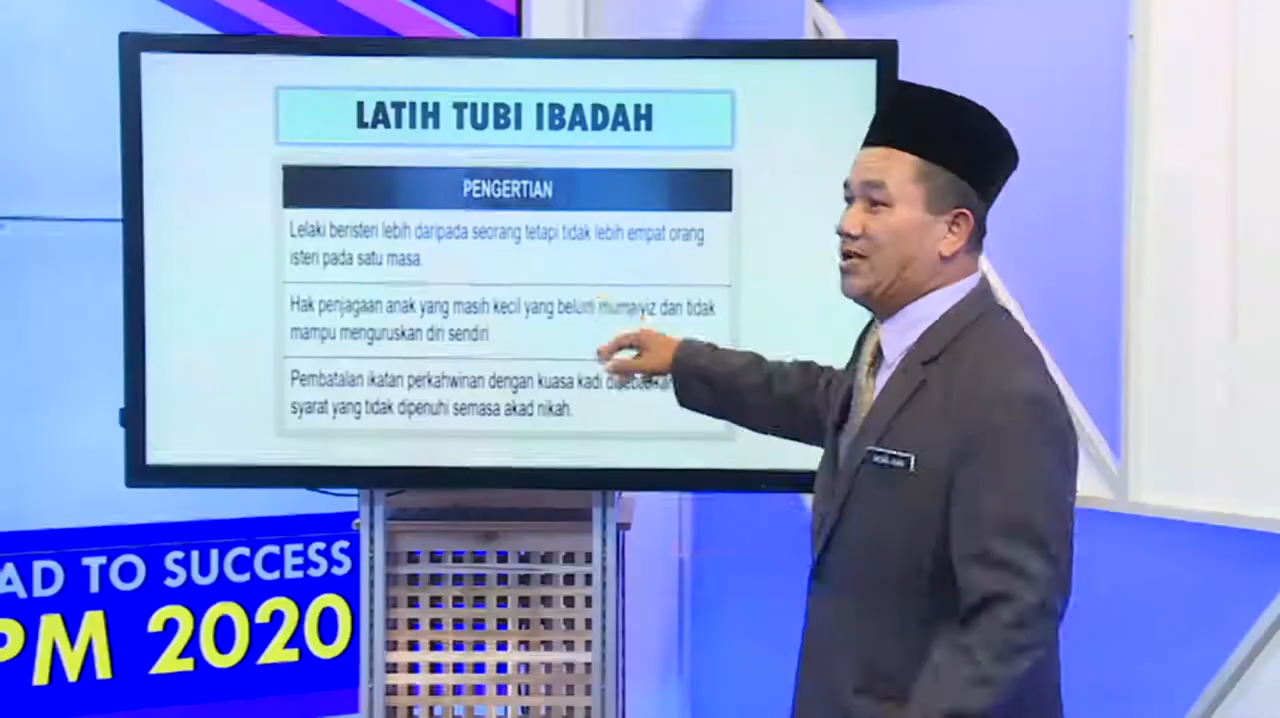 LATIH TUBI IBADAH
PENGERTIAN
Lelaki beristeri lebih daripada seorang tetapi tidak lebih empat orang
isteri pada satu masa.
Hak penjagaan anak yang masih kecil yang belum mumaiyiz dan tidak
mampu menguruskan diri sendiri
Pembatalan ikatan perkahwinan dengan kuasa kadi
syarat yang tidak dipenuhi semasa akad nikah.
AD TO SUCCESS
PM 2020